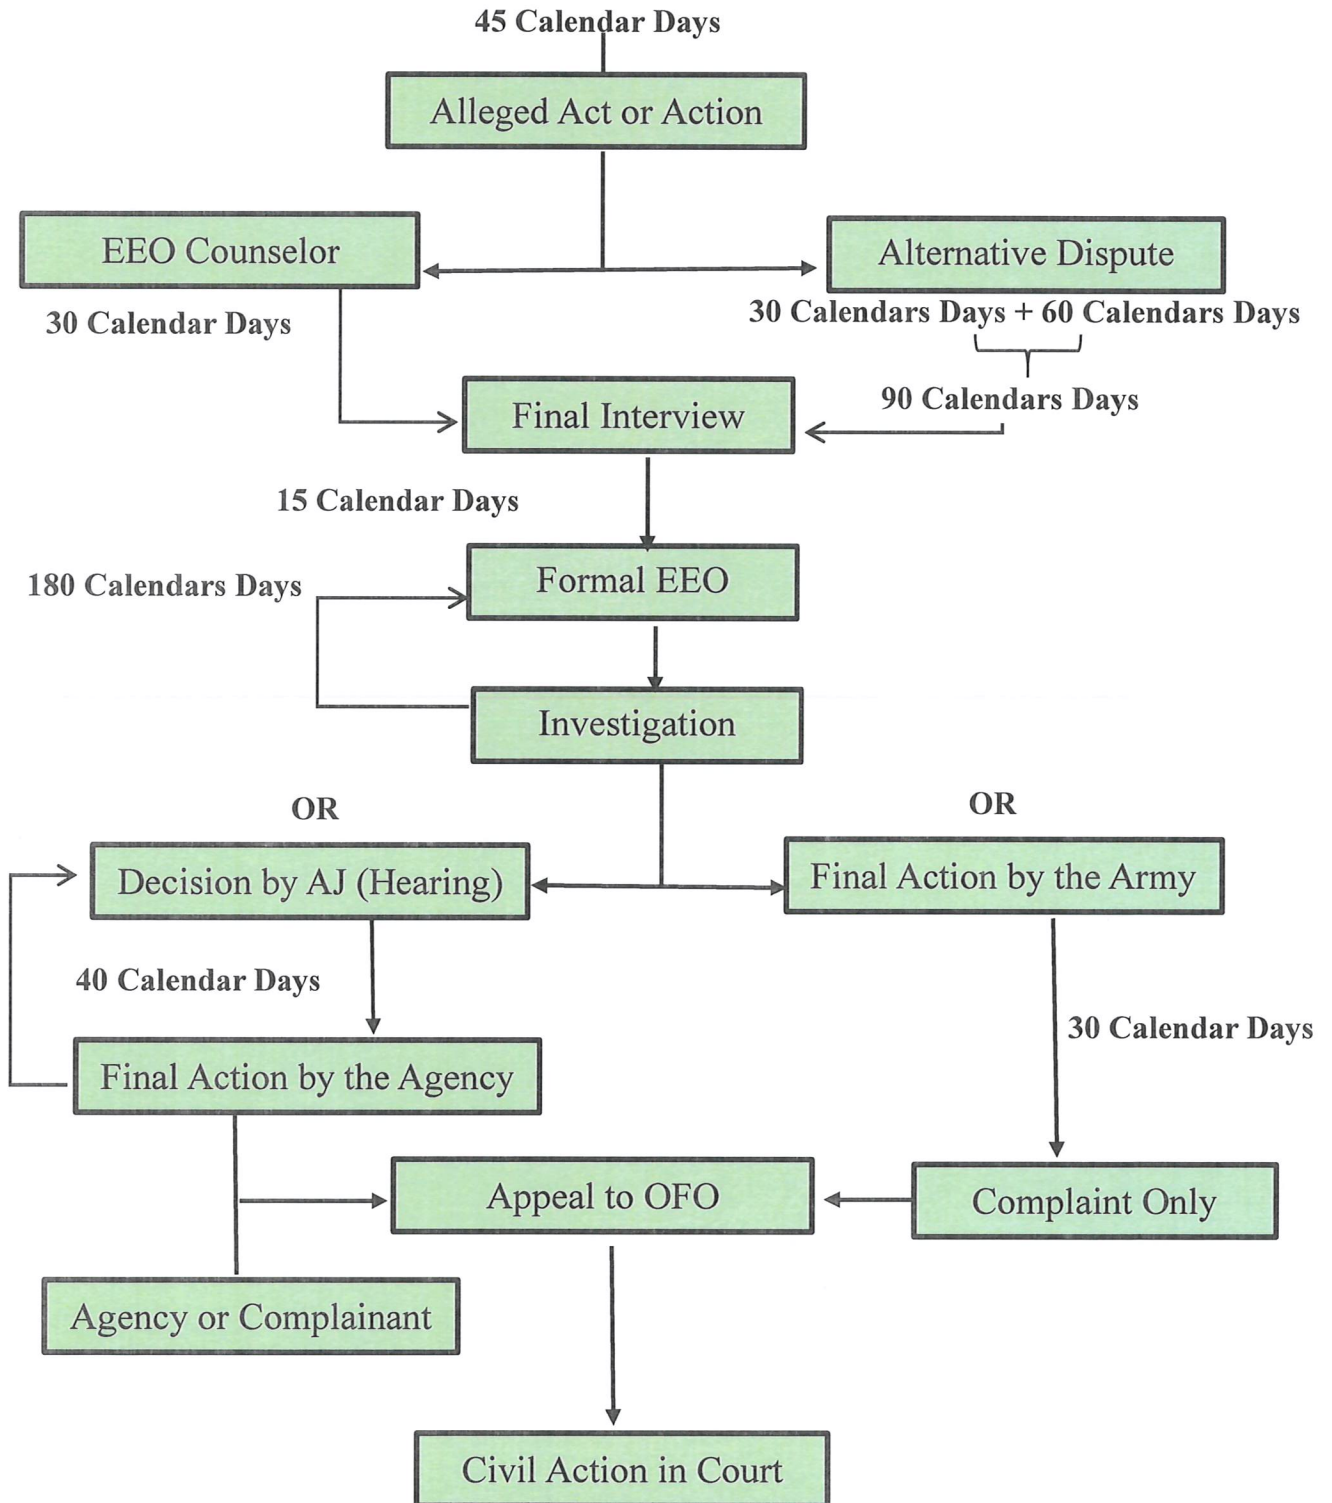 45 Calendar Days
Alleged Act or Action
EEO Counselor
Alternative Dispute
30 Calendar Days
30 Calendars Days + 60 Calendars Days
90 Calendars Days
Final Interview
15 Calendar Days
180 Calendars Days
Formal EEO
Investigation
OR
OR
Decision by AJ (Hearing)
Final Action by the Army
40 Calendar Days
30 Calendar Days
Final Action by the Agency
Appeal to OFO
Complaint Only
Agency or Complainant
Civil Action in Court